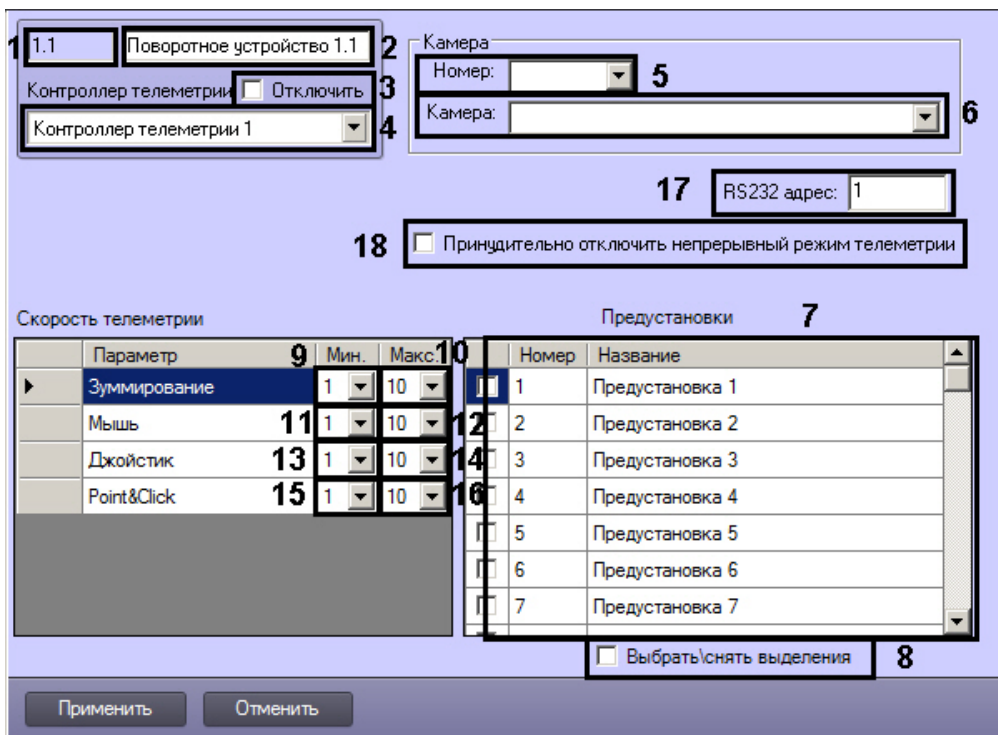 1 1.1 Поворотное устройство 1.1 2
Контроллер телеметрии Отключить 3
Контроллер телеметрии 1 4
Камера
Номер: 5
Камера: 6
17 RS232 адрес: 1
18 Принудительно отключить непрерывный режим телеметрии
Скорость телеметрии
Параметр 9 Мин. Макс. 10
Зуммирование 1 10
Мышь 11 1 10 12
Джойстик 13 1 10 14
Point&Click 15 1 10 16
Предустановки 7
Номер Название
1 Предустановка 1
2 Предустановка 2
3 Предустановка 3
4 Предустановка 4
5 Предустановка 5
6 Предустановка 6
7 Предустановка 7
Выбрать\снять выделения 8
Применить Отменить